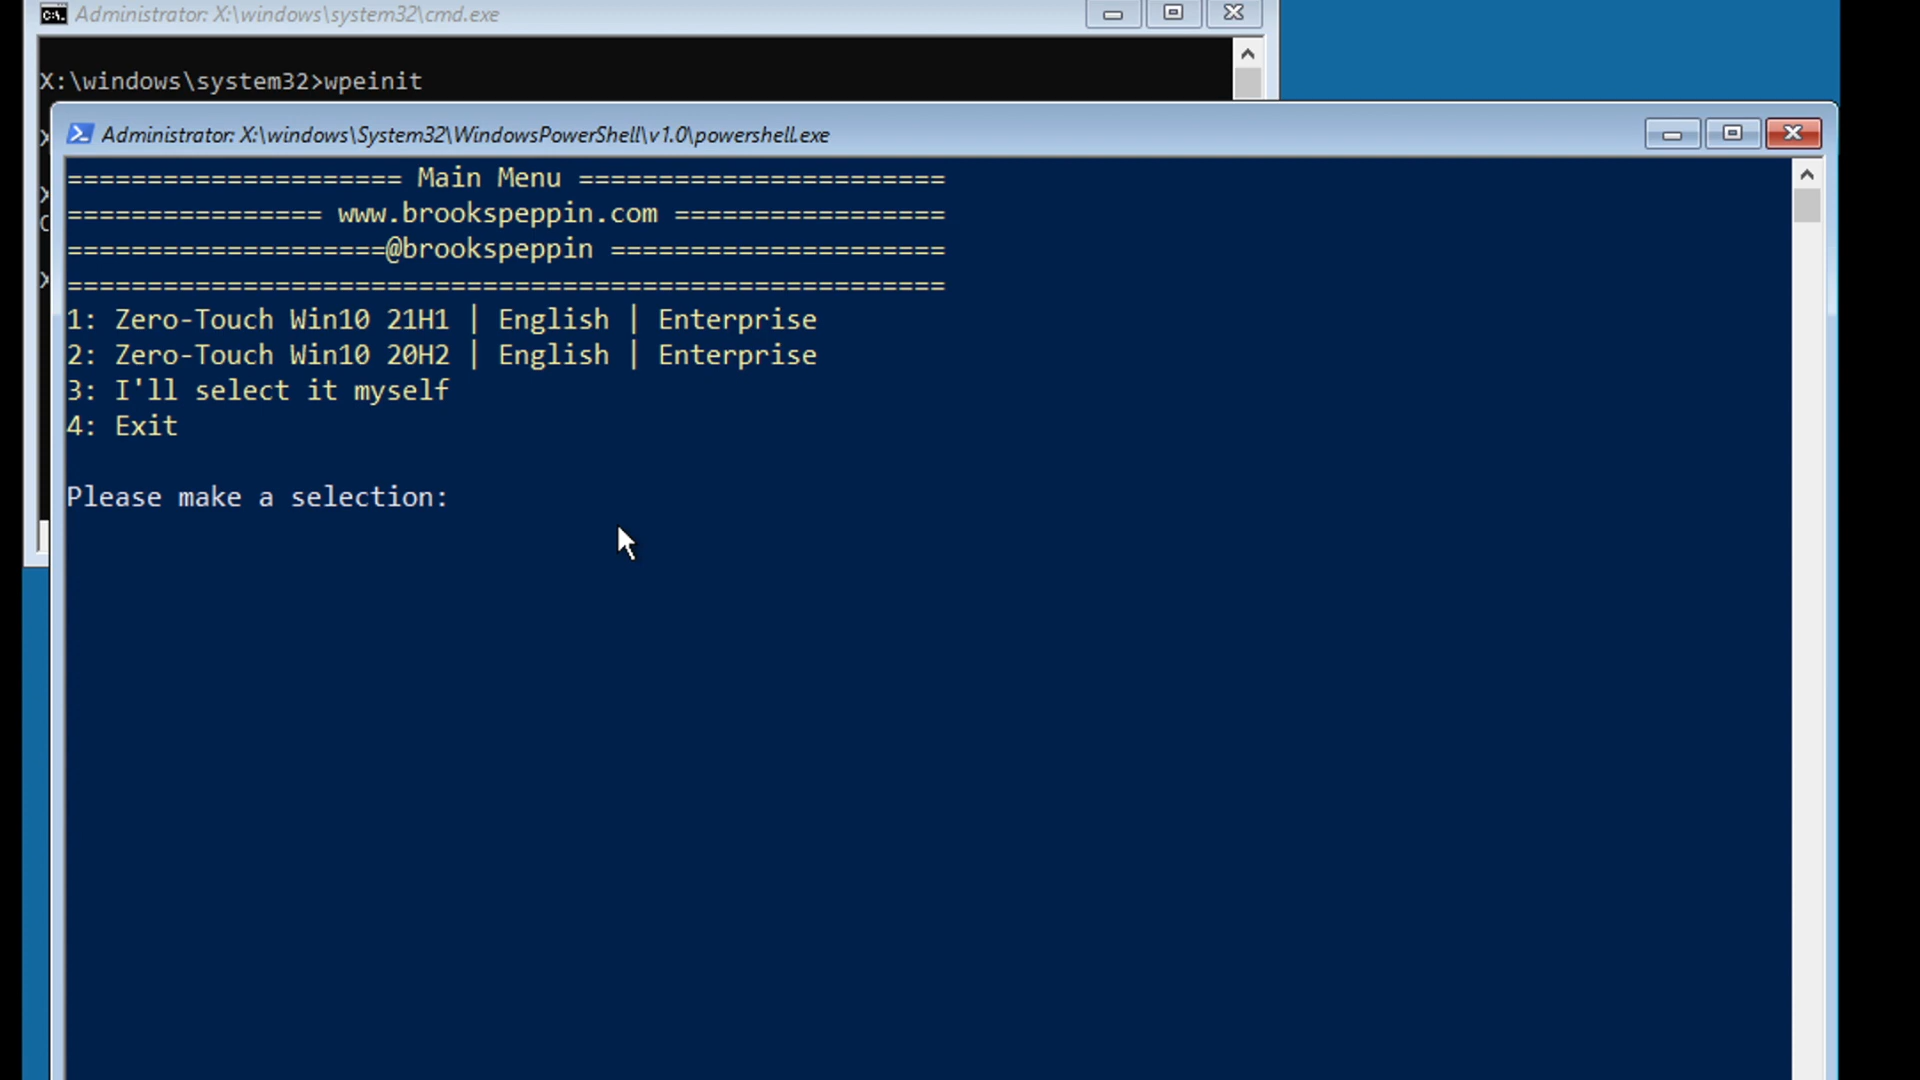 Administrator: X:\windows\system32\cmd.exe
X:\windows\system32>wpeinit
Administrator: X:\windows\System32\WindowsPowerShell\v1.0\powershell.exe
===================== Main Menu =======================
================ www.brookspeppin.com =================
====================@brookspeppin =====================
=======================================================
1: Zero-Touch Win10 21H1 | English | Enterprise
2: Zero-Touch Win10 20H2 | English | Enterprise
3: I'll select it myself
4: Exit
Please make a selection: